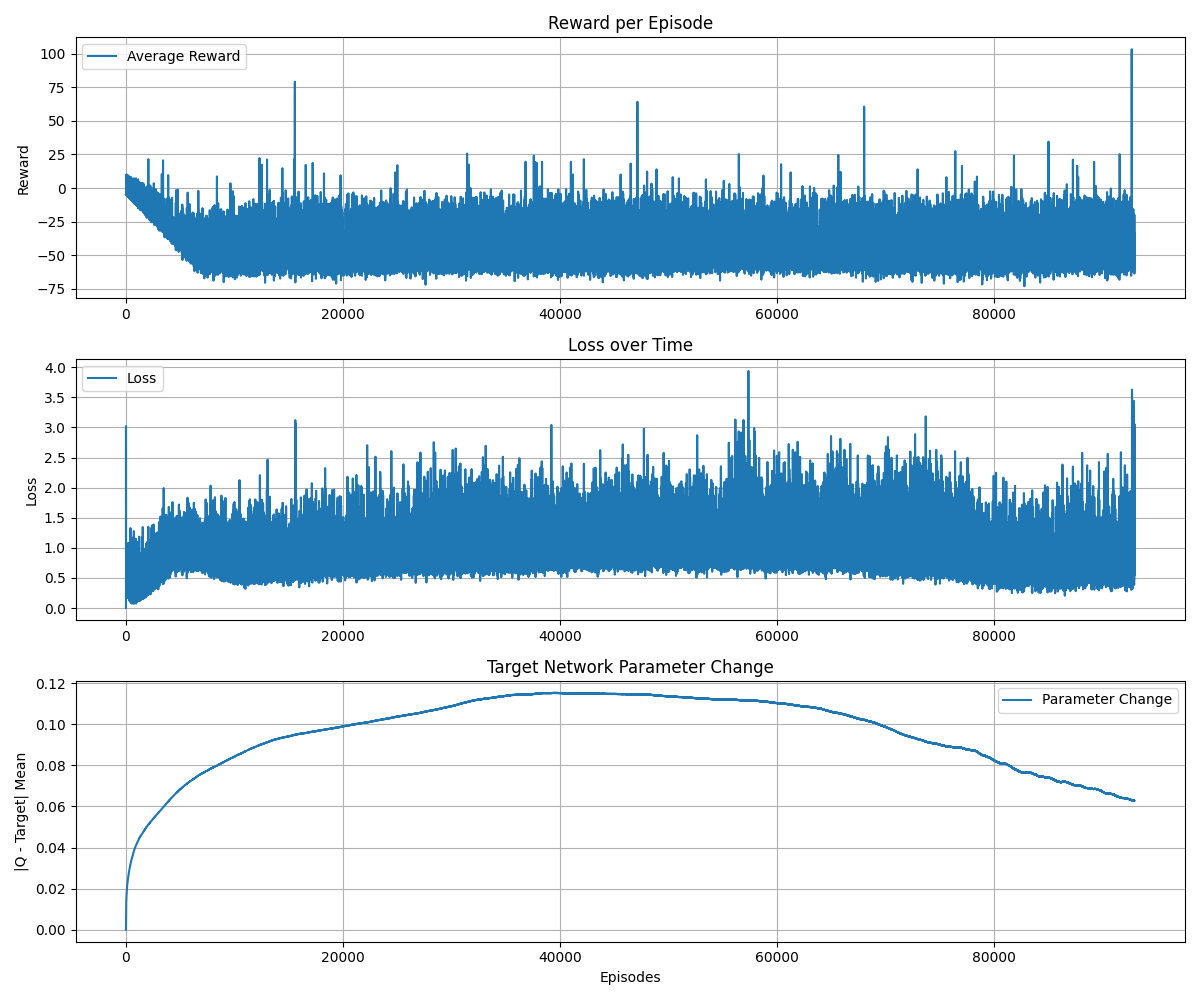 Reward per Episode
Average Reward
Reward
100
75
50
25
0
−25
−50
−75
0 20000 40000 60000 80000
Loss over Time
Loss
Loss
4.0
3.5
3.0
2.5
2.0
1.5
1.0
0.5
0.0
0 20000 40000 60000 80000
Target Network Parameter Change
Parameter Change
|Q - Target| Mean
0.12
0.10
0.08
0.06
0.04
0.02
0.00
0 20000 40000 60000 80000
Episodes